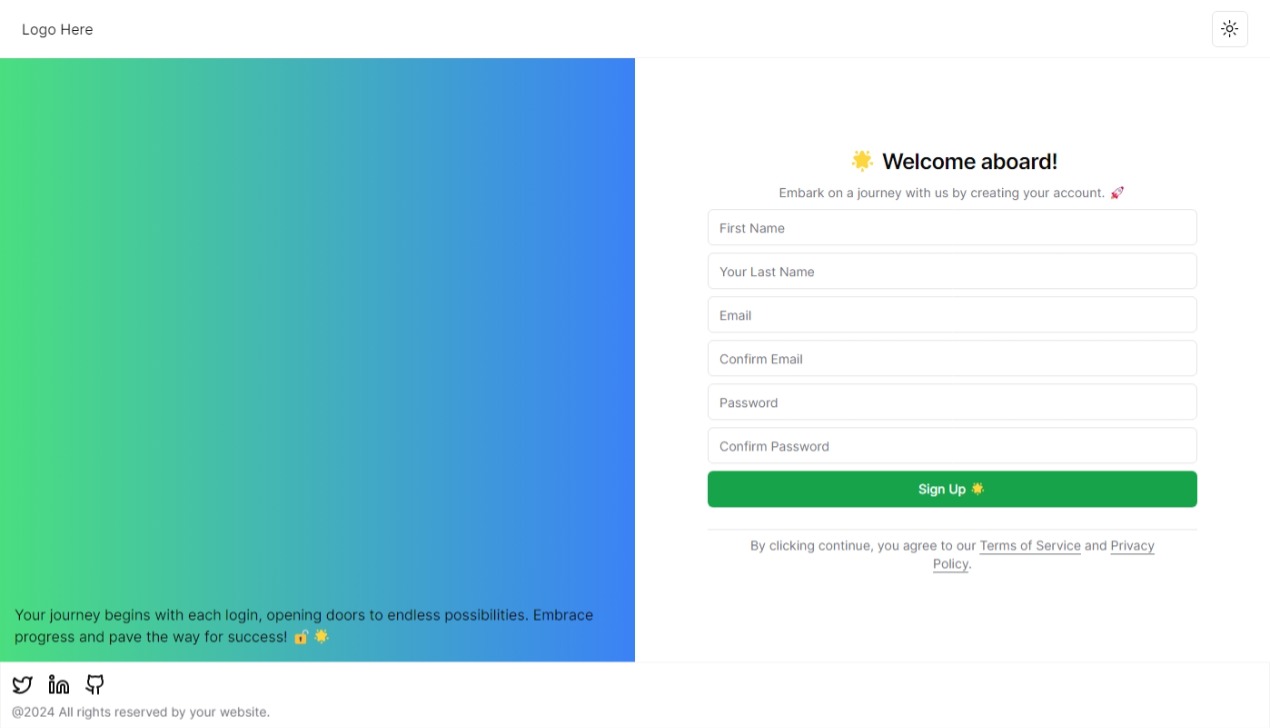 Logo Here
🌟 Welcome aboard!
Embark on a journey with us by creating your account. 🚀
First Name
Your Last Name
Email
Confirm Email
Password
Confirm Password
Sign Up 🌟
By clicking continue, you agree to our Terms of Service and Privacy
Policy.
Your journey begins with each login, opening doors to endless possibilities. Embrace
progress and pave the way for success! 🔓 🌟
@2024 All rights reserved by your website.